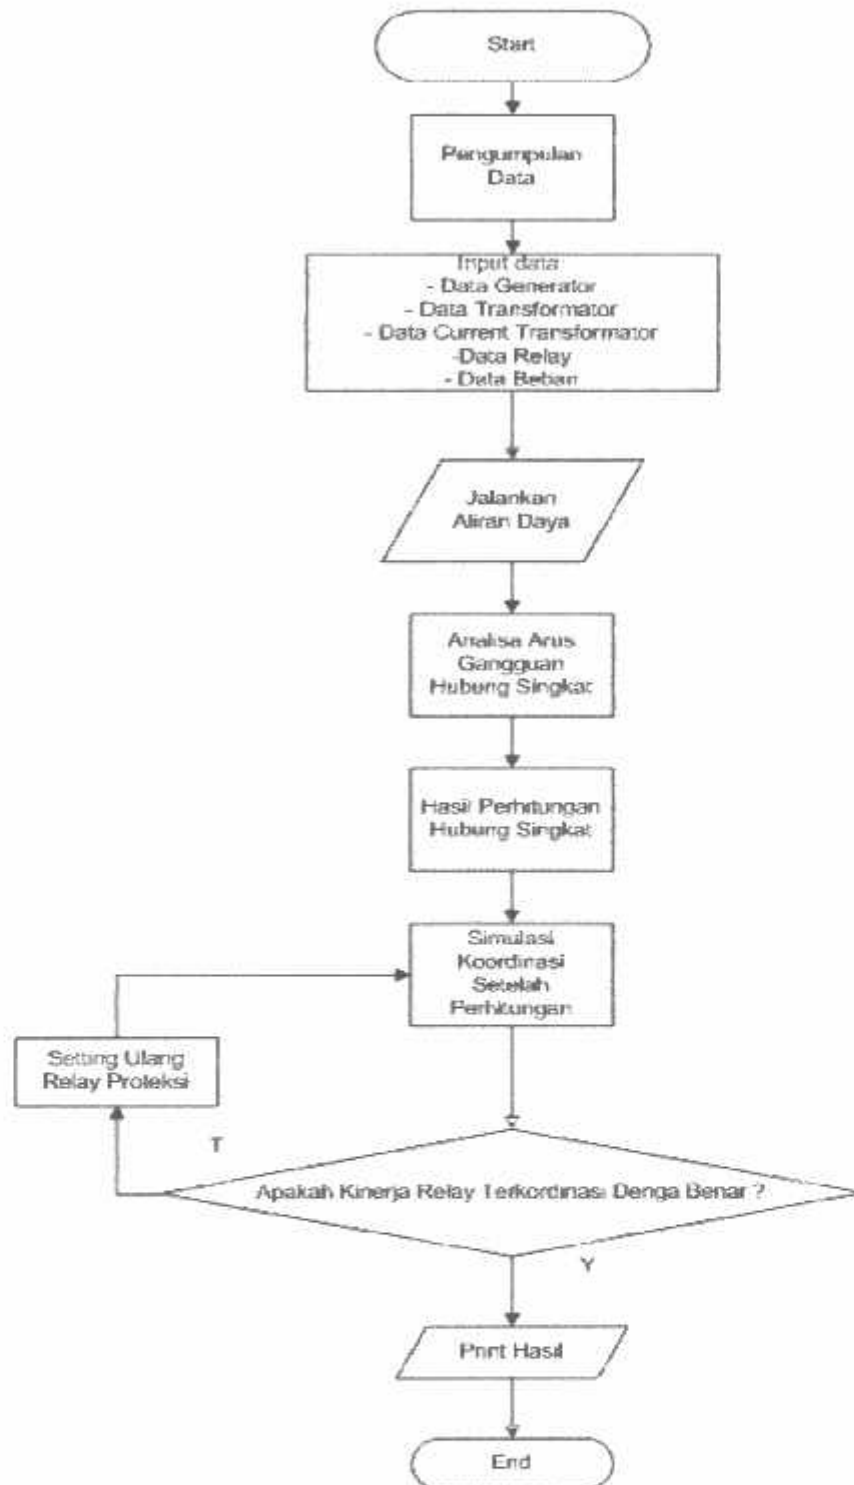 Start
Pengumpulan
Data
Input data
- Data Generator
- Data Transformator
- Data Current Transformator
-Data Relay
- Data Beban
Jalankan
Aliran Daya
Analisa Arus
Gangguan
Hubung Singkat
Hasil Perhitungan
Hubung Singkat
Simulasi
Koordinasi
Setelah
Perhitungan
Setting Ulang
Relay Proteksi
T
Apakah Kinerja Relay Terkordinasi Denga Benar ?
Y
Print Hasil
End